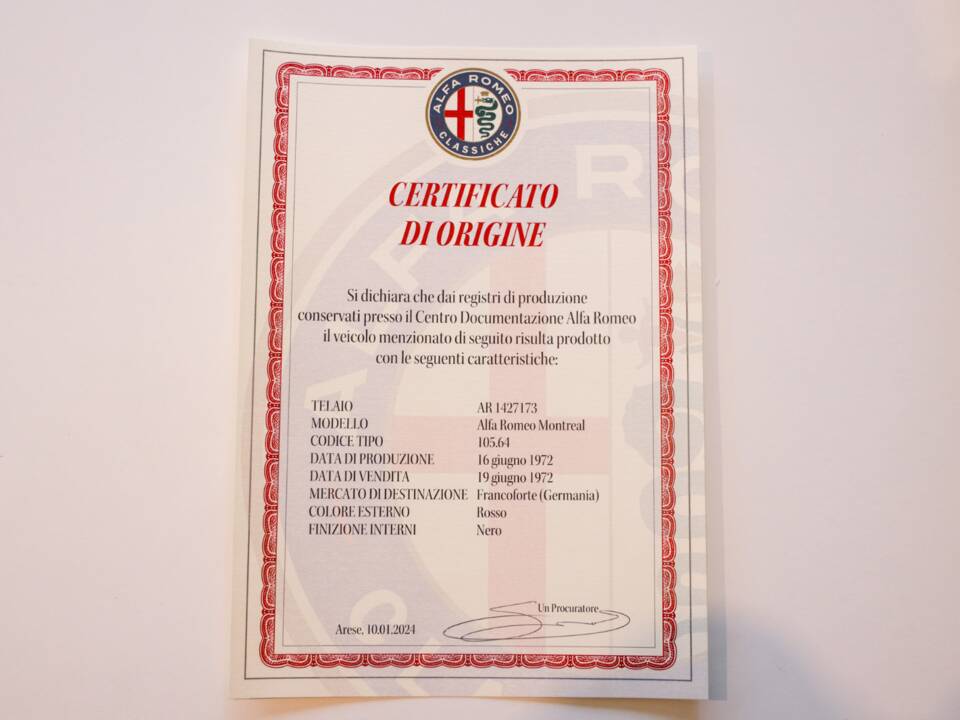 ALFA ROMEO
CLASSICHE
CERTIFICATO
DI ORIGINE
Si dichiara che dai registri di produzione
conservati presso il Centro Documentazione Alfa Romeo
il veicolo menzionato di seguito risulta prodotto
con le seguenti caratteristiche:
TELAIO AR 1427173
MODELLO Alfa Romeo Montreal
CODICE TIPO 105.64
DATA DI PRODUZIONE 16 giugno 1972
DATA DI VENDITA 19 giugno 1972
MERCATO DI DESTINAZIONE Francoforte (Germania)
COLORE ESTERNO Rosso
FINIZIONE INTERNI Nero
Un Procuratore
Arese, 10.01.2024